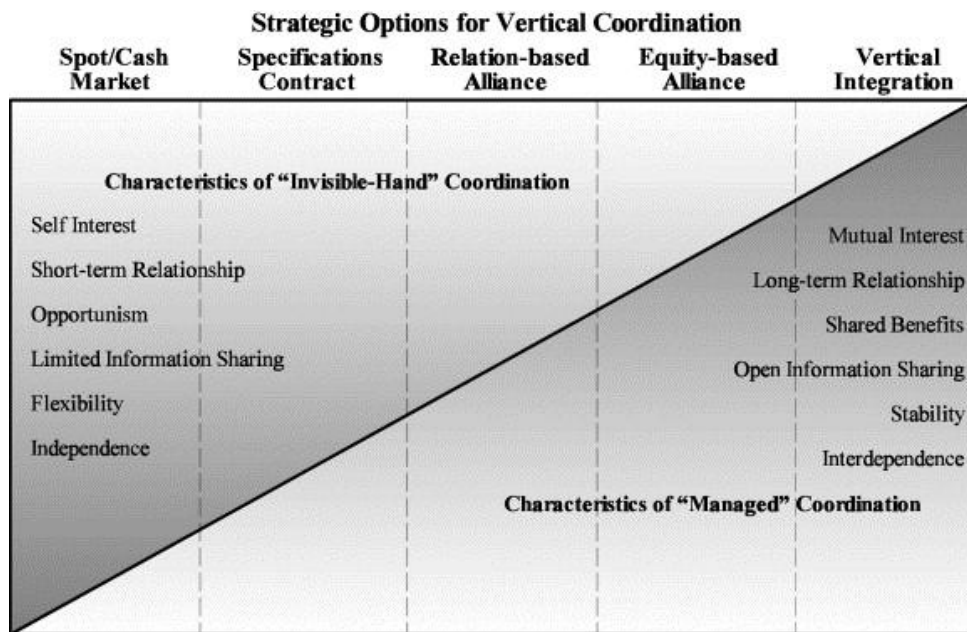 Strategic Options for Vertical Coordination
Spot/Cash Market
Specifications Contract
Relation-based Alliance
Equity-based Alliance
Vertical Integration
Characteristics of “Invisible-Hand” Coordination
Self Interest
Short-term Relationship
Opportunism
Limited Information Sharing
Flexibility
Independence
Mutual Interest
Long-term Relationship
Shared Benefits
Open Information Sharing
Stability
Interdependence
Characteristics of “Managed” Coordination